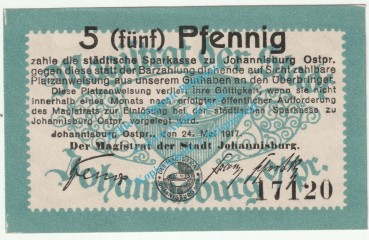 5 (fünf) Pfennig
zahle die städtische Sparkasse zu Johannisburg Ostpr.
gegen diese statt der Barzahlung dienende auf Sicht zahlbare
Platzanweisung aus unserem Guthaben an den Überbringer.
Diese Platzanweisung verliert ihre Gültigkeit, wenn sie nicht
innerhalb eines Monats nach erfolgter öffentlicher Aufforderung
des Magistrats zur Einlösung bei der städtischen Sparkasse zu
Johannisburg Ostpr. vorgelegt wird.
Johannisburg Ostpr., den 24. Mai 1917.
Der Magistrat der Stadt Johannisburg.
17120